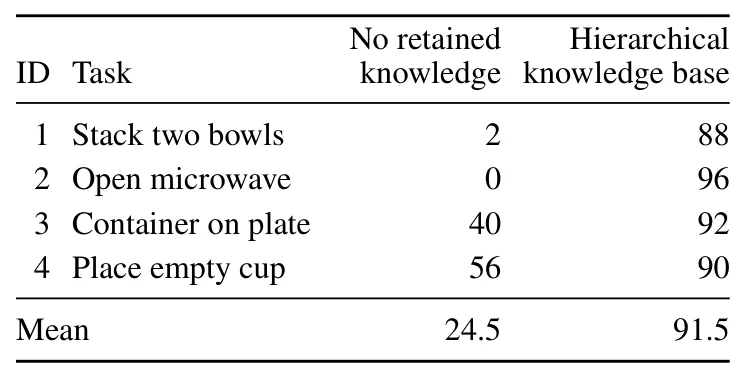 No retained Hierarchical
ID Task knowledge knowledge base
1 Stack two bowls 2 88
2 Open microwave 0 96
3 Container on plate 40 92
4 Place empty cup 56 90
Mean 24.5 91.5